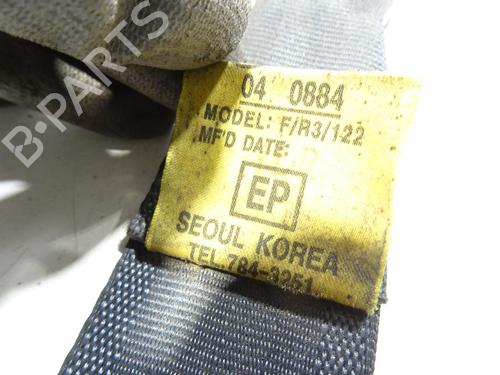 04 0884
MODEL: F/R3/122
MF'D DATE:
EP
SEOUL KOREA
TEL 784-3251
B-PARTS